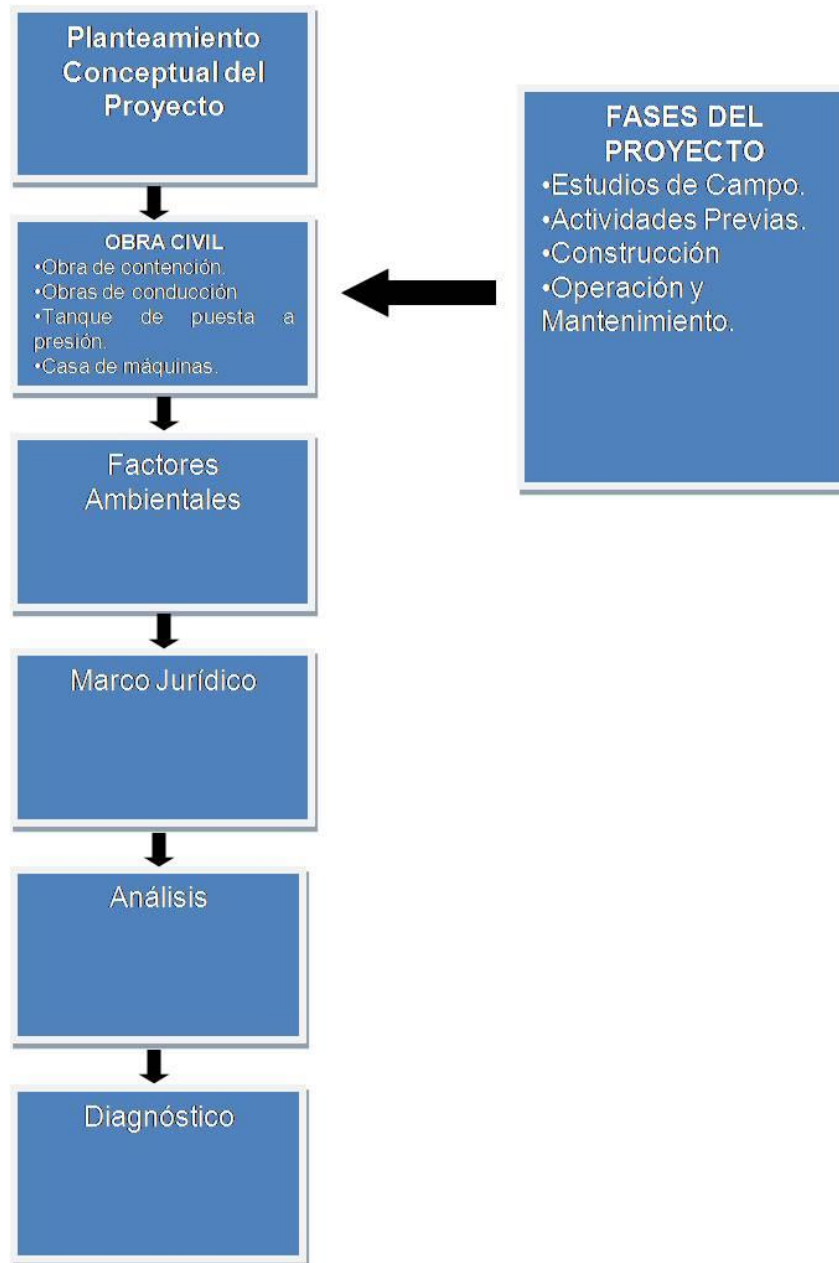 Planteamiento
Conceptual del
Proyecto
OBRA CIVIL
•Obra de contención.
•Obras de conducción
•Tanque de puesta a
presión.
•Casa de máquinas.
FASES DEL
PROYECTO
•Estudios de Campo.
•Actividades Previas.
•Construcción
•Operación y
Mantenimiento.
Factores
Ambientales
Marco Jurídico
Análisis
Diagnóstico